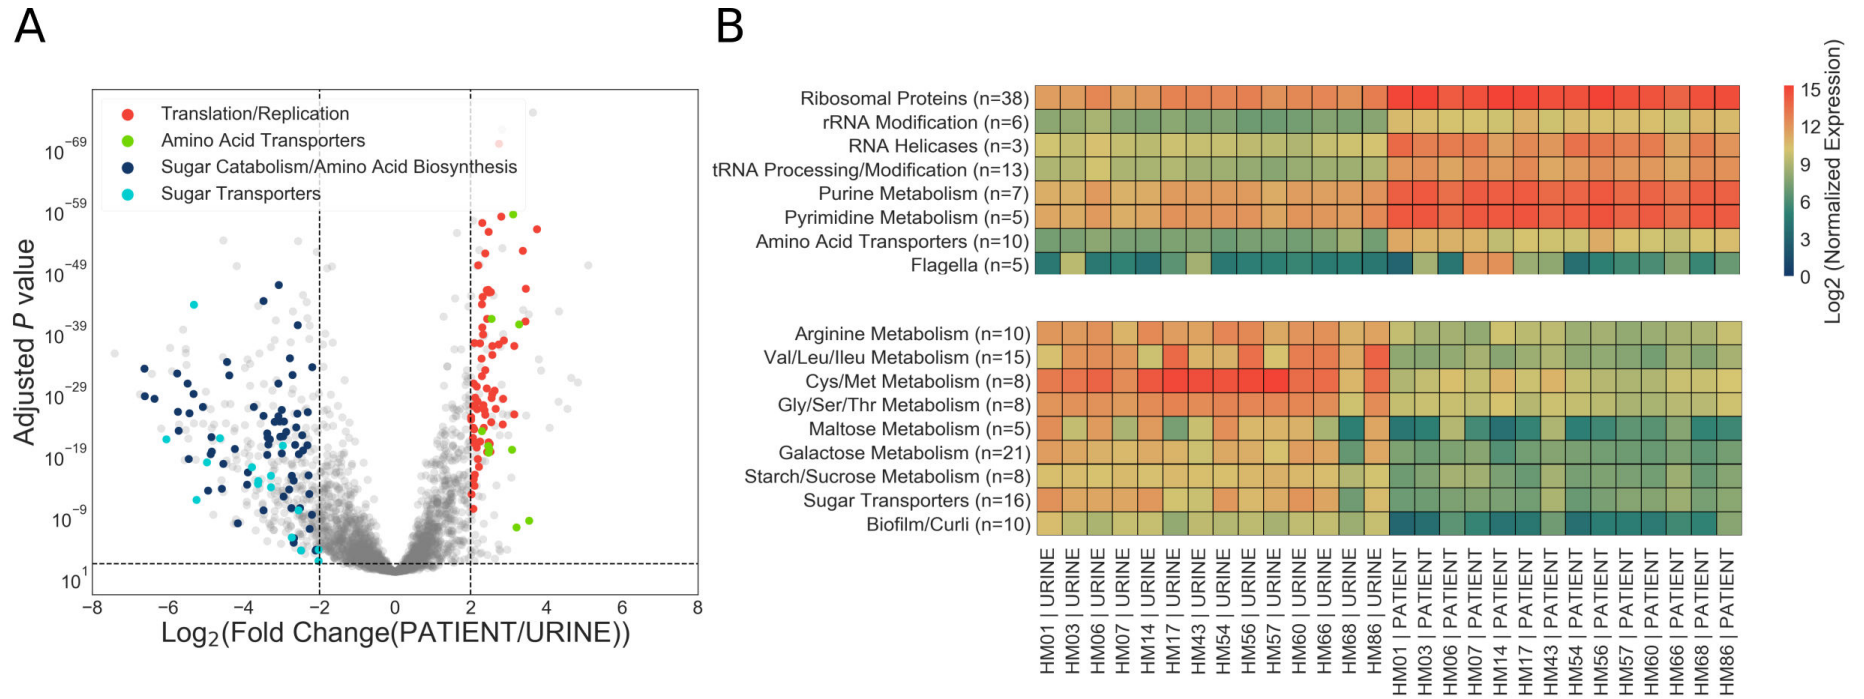 A
B
Translation/Replication
Amino Acid Transporters
Sugar Catabolism/Amino Acid Biosynthesis
Sugar Transporters
10⁻⁶⁹
10⁻⁵⁹
10⁻⁴⁹
10⁻³⁹
10⁻²⁹
10⁻¹⁹
10⁻⁹
10¹
Adjusted P value
−8 −6 −4 −2 0 2 4 6 8
Log₂(Fold Change(PATIENT/URINE))
Ribosomal Proteins (n=38)
rRNA Modification (n=6)
RNA Helicases (n=3)
tRNA Processing/Modification (n=13)
Purine Metabolism (n=7)
Pyrimidine Metabolism (n=5)
Amino Acid Transporters (n=10)
Flagella (n=5)
Arginine Metabolism (n=10)
Val/Leu/Ileu Metabolism (n=15)
Cys/Met Metabolism (n=8)
Gly/Ser/Thr Metabolism (n=8)
Maltose Metabolism (n=5)
Galactose Metabolism (n=21)
Starch/Sucrose Metabolism (n=8)
Sugar Transporters (n=16)
Biofilm/Curli (n=10)
HM01 | URINE
HM03 | URINE
HM06 | URINE
HM07 | URINE
HM14 | URINE
HM17 | URINE
HM43 | URINE
HM54 | URINE
HM56 | URINE
HM57 | URINE
HM60 | URINE
HM66 | URINE
HM68 | URINE
HM86 | URINE
HM01 | PATIENT
HM03 | PATIENT
HM06 | PATIENT
HM07 | PATIENT
HM14 | PATIENT
HM17 | PATIENT
HM43 | PATIENT
HM54 | PATIENT
HM56 | PATIENT
HM57 | PATIENT
HM60 | PATIENT
HM66 | PATIENT
HM68 | PATIENT
HM86 | PATIENT
15
12
9
6
3
0
Log2 (Normalized Expression)